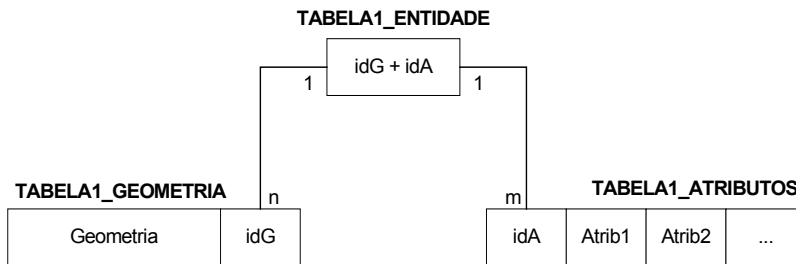 TABELA1_ENTIDADE
idG + idA
1 1
TABELA1_GEOMETRIA n m TABELA1_ATRIBUTOS
Geometria idG idA Atrib1 Atrib2 ...